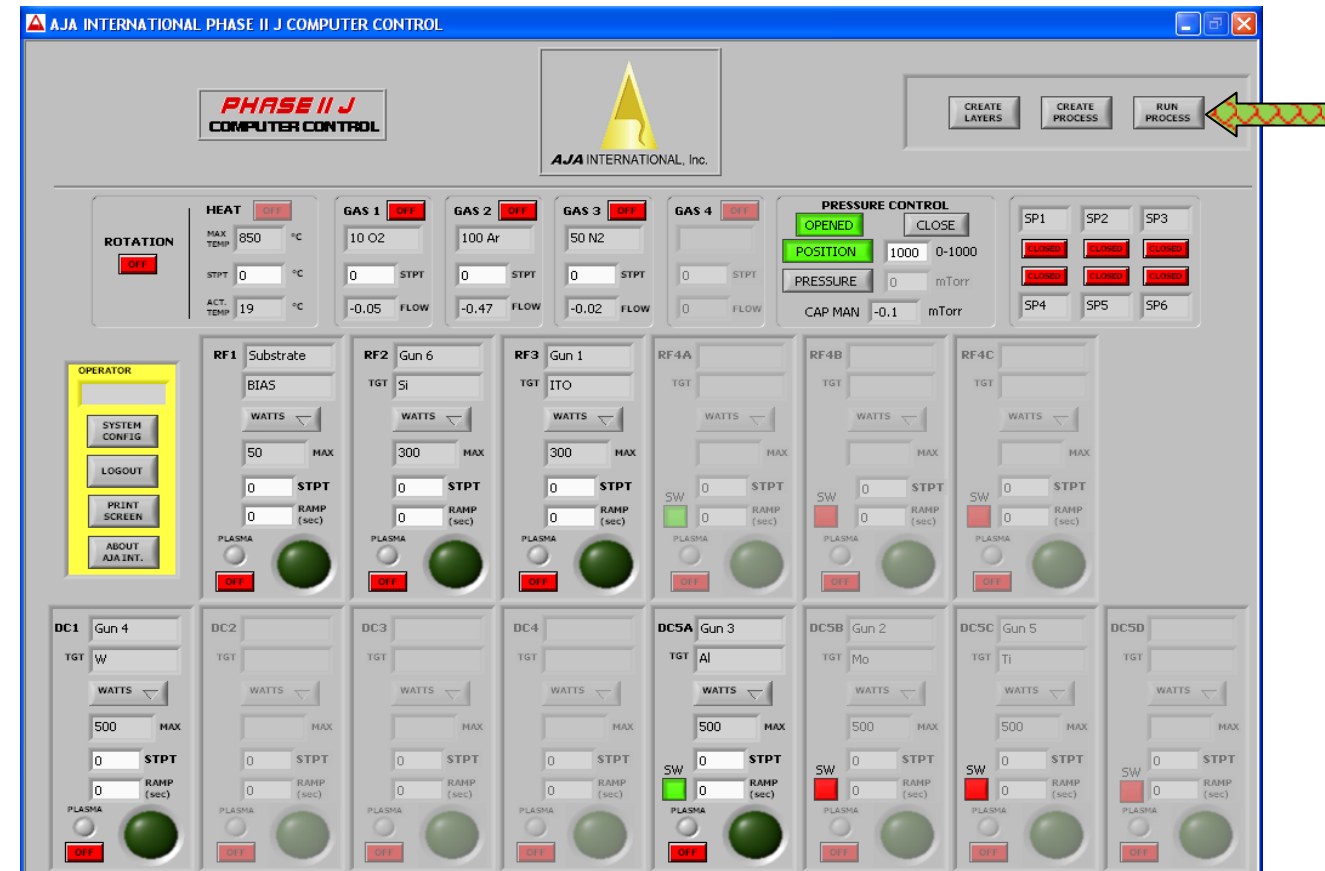 AJA INTERNATIONAL PHASE II J COMPUTER CONTROL
PHASE II J
COMPUTER CONTROL
AJA INTERNATIONAL, Inc.
CREATE LAYERS
CREATE PROCESS
RUN PROCESS
ROTATION
OFF
HEAT OFF
MAX TEMP 850 °C
STPT 0 °C
ACT. TEMP 19 °C
GAS 1 OFF
10 O2
0 STPT
-0.05 FLOW
GAS 2 OFF
100 Ar
0 STPT
-0.47 FLOW
GAS 3 OFF
50 N2
0 STPT
-0.02 FLOW
GAS 4 OFF
0 STPT
0 FLOW
PRESSURE CONTROL
OPENED CLOSE
POSITION 1000 0-1000
PRESSURE 0 mTorr
CAP MAN -0.1 mTorr
SP1 SP2 SP3
CLOSED CLOSED CLOSED
CLOSED CLOSED CLOSED
SP4 SP5 SP6
OPERATOR
SYSTEM CONFIG
LOGOUT
PRINT SCREEN
ABOUT AJA INT.
RF1 Substrate
BIAS
WATTS
50 MAX
0 STPT
0 RAMP (sec)
PLASMA
OFF
RF2 Gun 6
TGT Si
WATTS
300 MAX
0 STPT
0 RAMP (sec)
PLASMA
OFF
RF3 Gun 1
TGT ITO
WATTS
300 MAX
0 STPT
0 RAMP (sec)
PLASMA
OFF
RF4A
TGT
WATTS
MAX
0 STPT
SW
0 RAMP (sec)
PLASMA
OFF
RF4B
TGT
WATTS
MAX
0 STPT
SW
0 RAMP (sec)
PLASMA
OFF
RF4C
TGT
WATTS
MAX
0 STPT
SW
0 RAMP (sec)
PLASMA
OFF
DC1 Gun 4
TGT W
WATTS
500 MAX
0 STPT
0 RAMP (sec)
PLASMA
OFF
DC2
TGT
WATTS
MAX
0 STPT
0 RAMP (sec)
PLASMA
OFF
DC3
TGT
WATTS
MAX
0 STPT
0 RAMP (sec)
PLASMA
OFF
DC4
TGT
WATTS
MAX
0 STPT
0 RAMP (sec)
PLASMA
OFF
DC5A Gun 3
TGT Al
WATTS
500 MAX
0 STPT
SW
0 RAMP (sec)
PLASMA
OFF
DC5B Gun 2
TGT Mo
WATTS
500 MAX
0 STPT
SW
0 RAMP (sec)
PLASMA
OFF
DC5C Gun 5
TGT Ti
WATTS
500 MAX
0 STPT
SW
0 RAMP (sec)
PLASMA
OFF
DC5D
TGT
WATTS
MAX
0 STPT
SW
0 RAMP (sec)
PLASMA
OFF